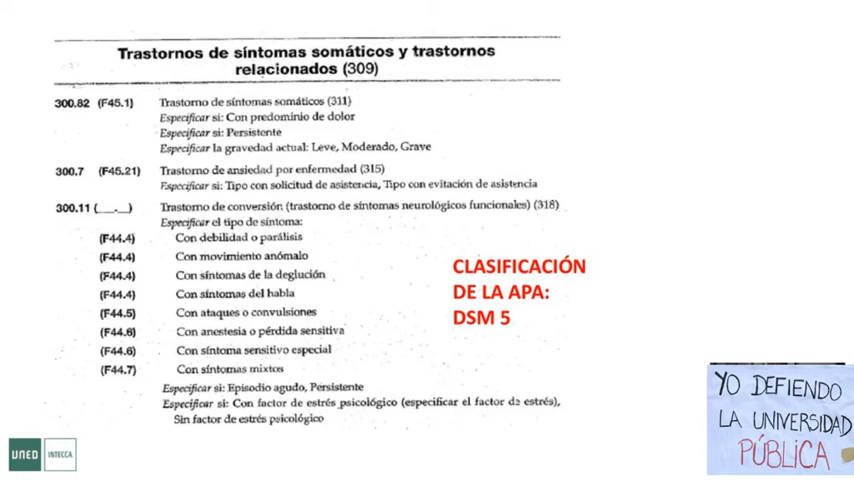 Trastornos de síntomas somáticos y trastornos
relacionados (309)
300.82 (F45.1) Trastorno de síntomas somáticos (311)
Especificar si: Con predominio de dolor
Especificar si: Persistente
Especificar la gravedad actual: Leve, Moderado, Grave
300.7 (F45.21) Trastorno de ansiedad por enfermedad (315)
Especificar si: Tipo con solicitud de asistencia, Tipo con evitación de asistencia
300.11 (__.__) Trastorno de conversión (trastorno de síntomas neurológicos funcionales) (318)
Especificar el tipo de síntoma:
(F44.4) Con debilidad o parálisis
(F44.4) Con movimiento anómalo
(F44.4) Con síntomas de la deglución
(F44.4) Con síntomas del habla
(F44.5) Con ataques o convulsiones
(F44.6) Con anestesia o pérdida sensitiva
(F44.6) Con síntoma sensitivo especial
(F44.7) Con síntomas mixtos
Especificar si: Episodio agudo, Persistente
Especificar si: Con factor de estrés psicológico (especificar el factor de estrés),
Sin factor de estrés psicológico
CLASIFICACIÓN
DE LA APA:
DSM 5
YO DEFIENDO
LA UNIVERSIDAD
PÚBLICA
UNED INTECCA